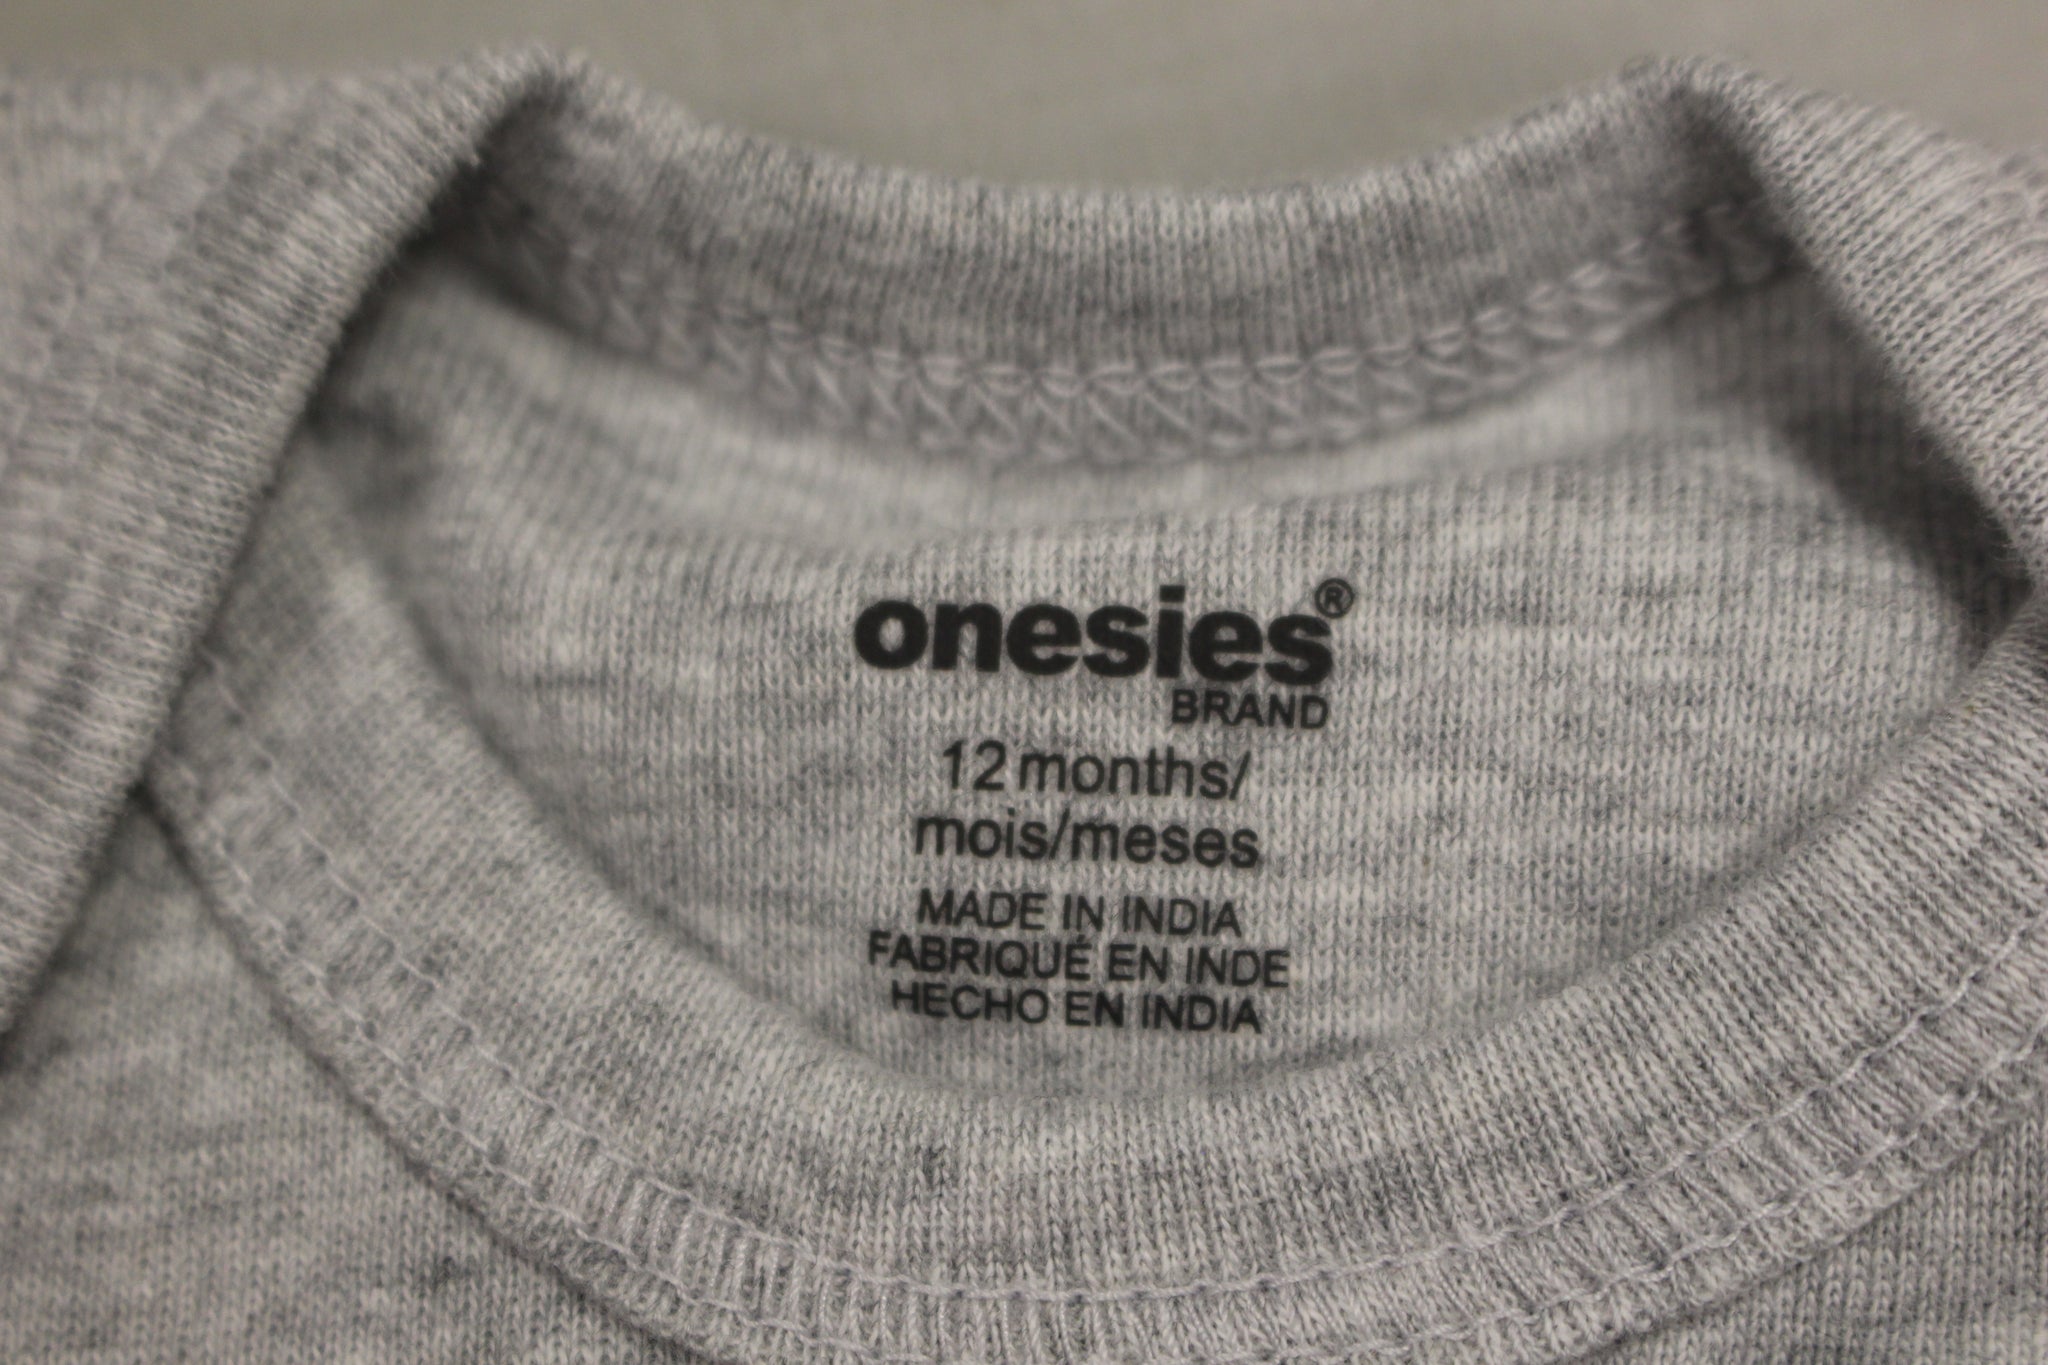 onesies®
BRAND
12 months/
mois/meses
MADE IN INDIA
FABRIQUÉ EN INDE
HECHO EN INDIA